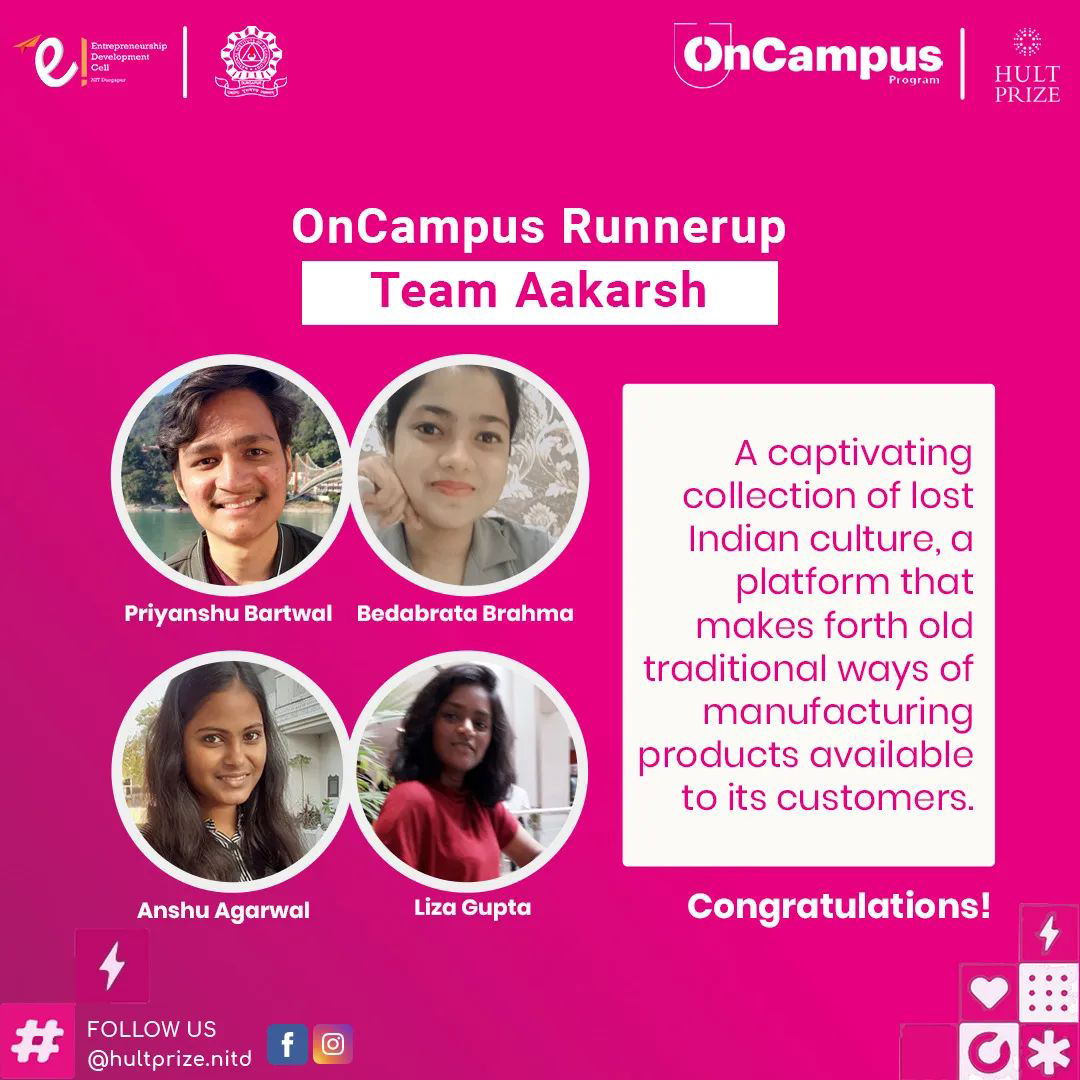 Entrepreneurship
Development
Cell
NIT Durgapur
OnCampus
Program
HULT
PRIZE
OnCampus Runnerup
Team Aakarsh
Priyanshu Bartwal
Bedabrata Brahma
Anshu Agarwal
Liza Gupta
A captivating
collection of lost
Indian culture, a
platform that
makes forth old
traditional ways of
manufacturing
products available
to its customers.
Congratulations!
#
FOLLOW US
@hultprize.nitd